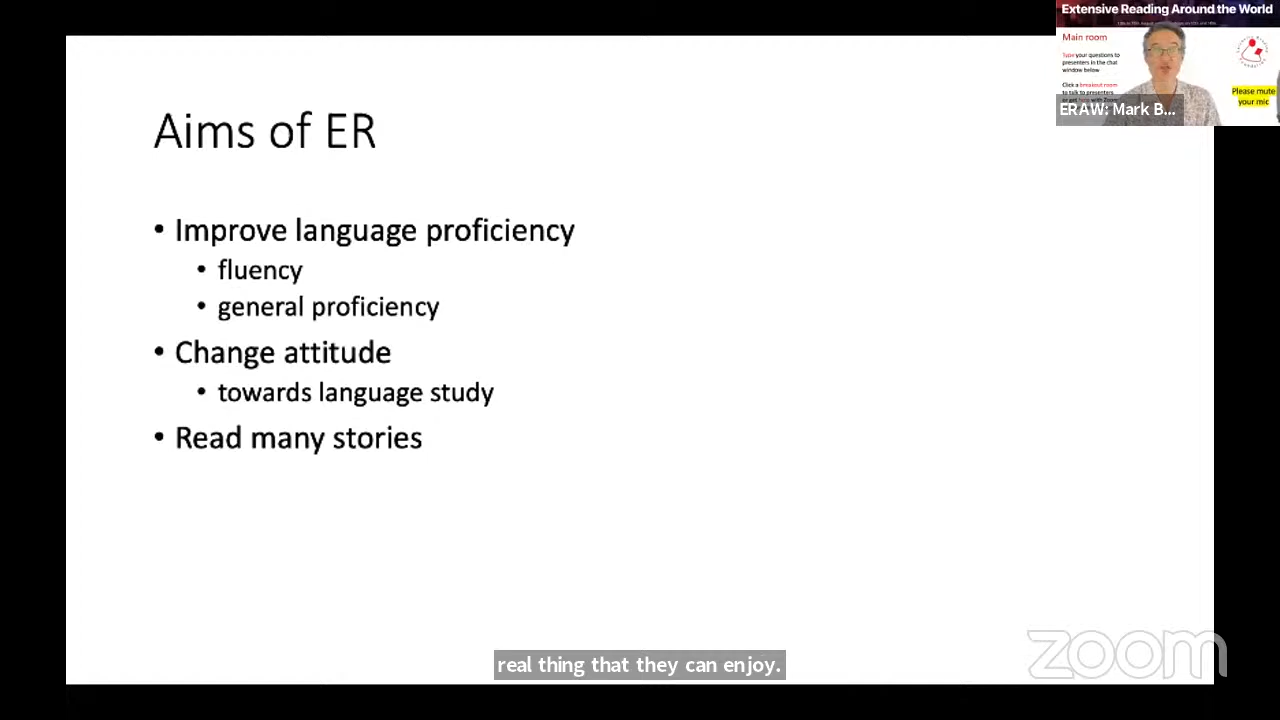 Extensive Reading Around the World
Main room
Type your questions to
presenters in the chat
window below
Click a breakout room
to talk to presenters
Please mute
your mic
ERAW: Mark B...
Aims of ER
• Improve language proficiency
• fluency
• general proficiency
• Change attitude
• towards language study
• Read many stories
real thing that they can enjoy.
zoom